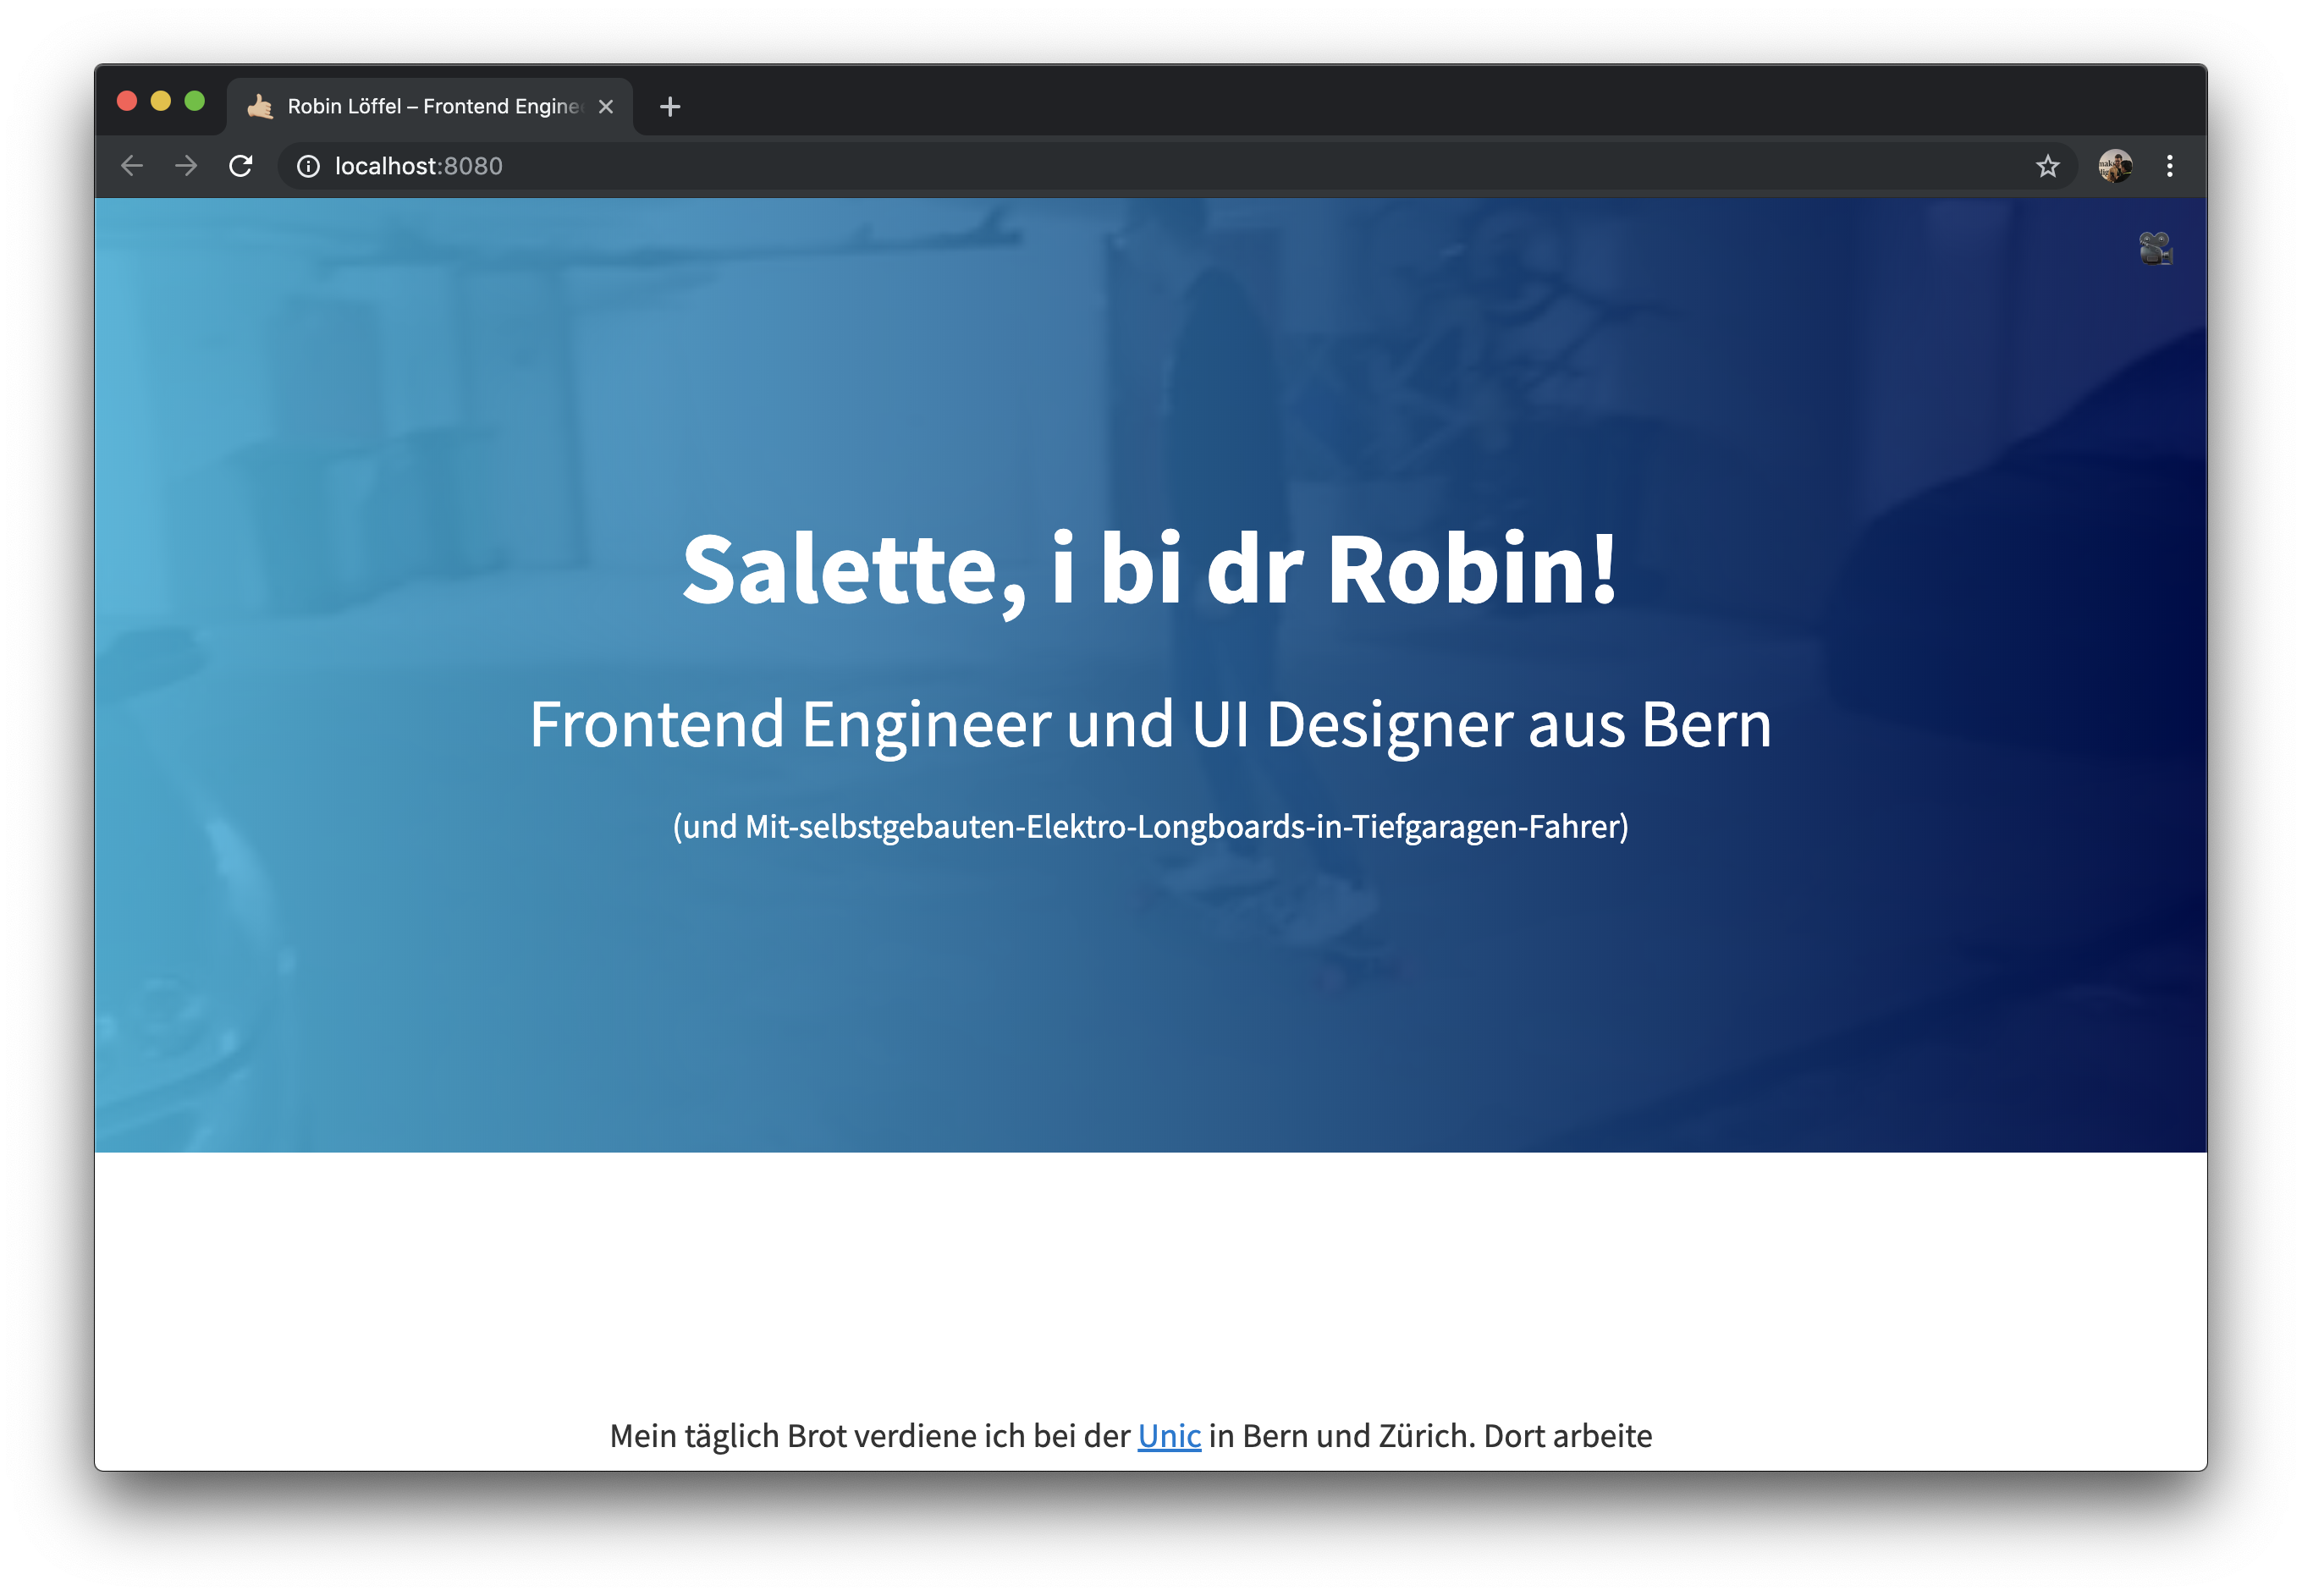 Robin Löffel – Frontend Engine
localhost:8080
Salette, i bi dr Robin!
Frontend Engineer und UI Designer aus Bern
(und Mit-selbstgebauten-Elektro-Longboards-in-Tiefgaragen-Fahrer)
Mein täglich Brot verdiene ich bei der Unic in Bern und Zürich. Dort arbeite